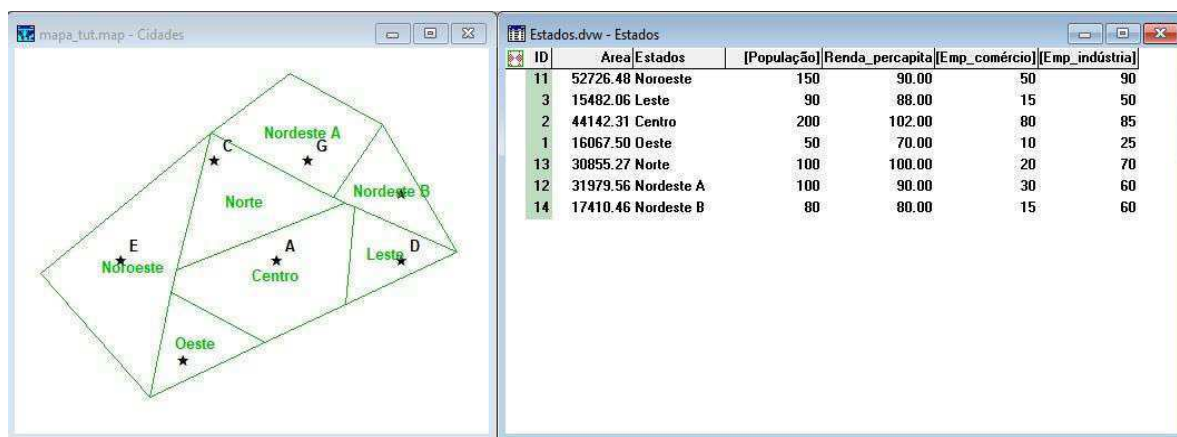 mapa_tut.map - Cidades
Nordeste A
C
G
Nordeste B
Norte
E
Noroeste
A
Centro
Leste
D
Oeste
Estados.dvw - Estados
ID Area Estados [População] Renda_percapita [Emp_comércio] [Emp_indústria]
11 52726.48 Noroeste 150 90.00 50 90
3 15482.06 Leste 90 88.00 15 50
2 44142.31 Centro 200 102.00 80 85
1 16067.50 Oeste 50 70.00 10 25
13 30855.27 Norte 100 100.00 20 70
12 31979.56 Nordeste A 100 90.00 30 60
14 17410.46 Nordeste B 80 80.00 15 60